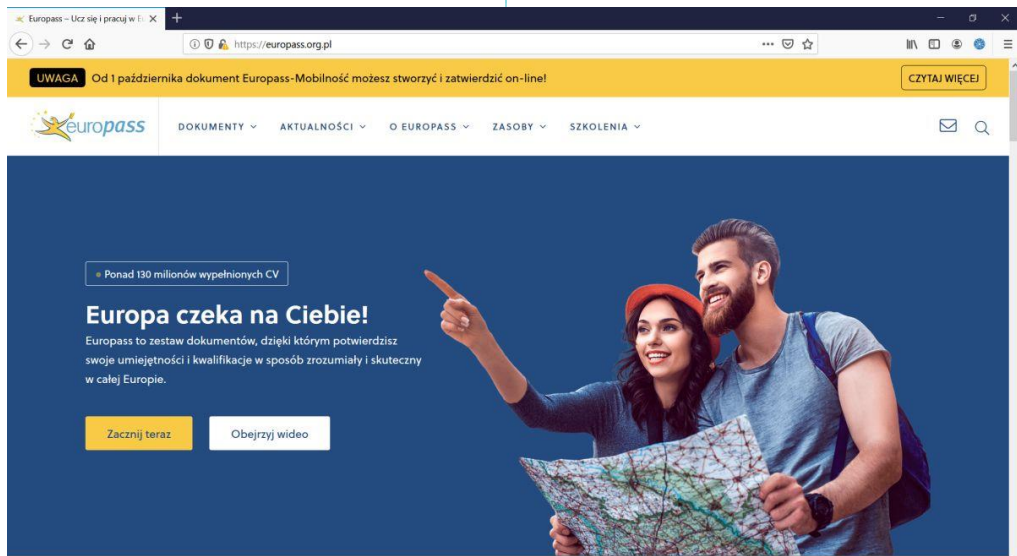 Europass – Ucz się i pracuj w E
https://europass.org.pl
UWAGA Od 1 października dokument Europass-Mobilność możesz stworzyć i zatwierdzić on-line! CZYTAJ WIĘCEJ
europass DOKUMENTY AKTUALNOŚCI O EUROPASS ZASOBY SZKOLENIA
Ponad 130 milionów wypełnionych CV
Europa czeka na Ciebie!
Europass to zestaw dokumentów, dzięki którym potwierdzisz
swoje umiejętności i kwalifikacje w sposób zrozumiały i skuteczny
w całej Europie.
Zacznij teraz Obejrzyj wideo